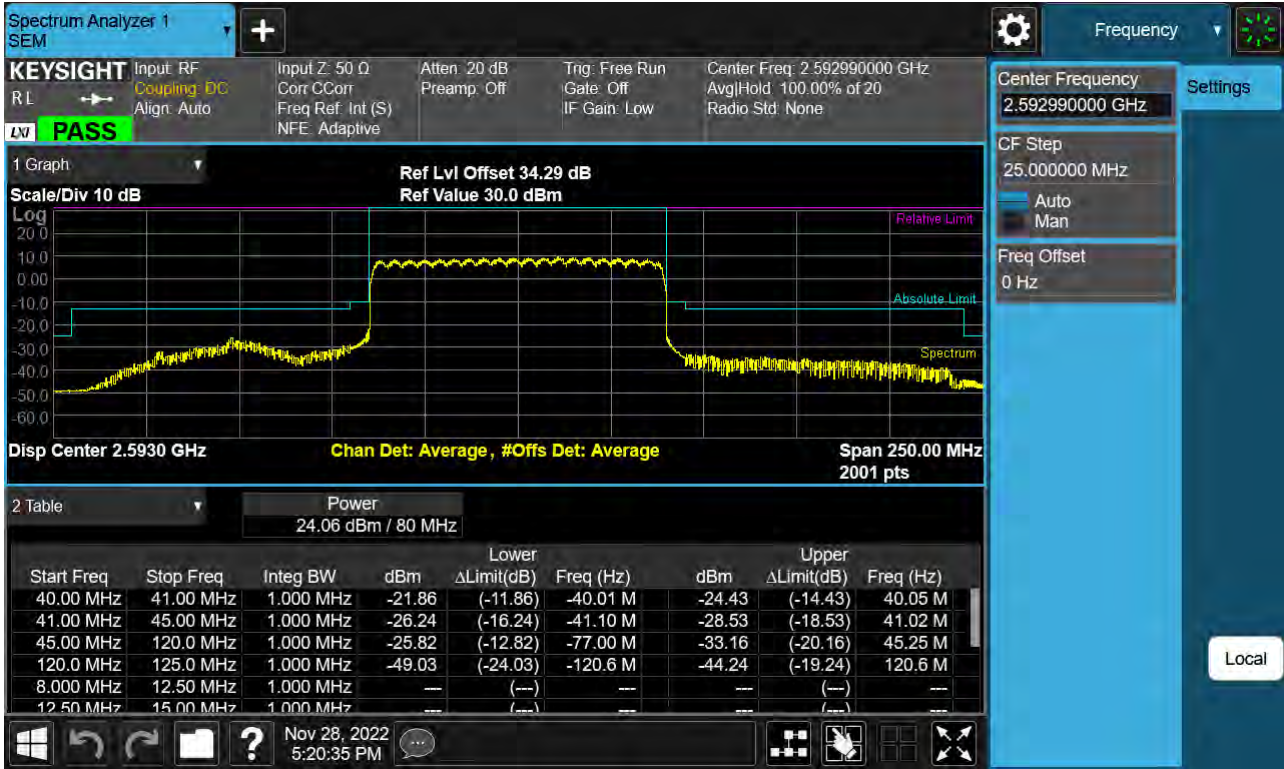 Spectrum Analyzer 1
SEM
+
Frequency
KEYSIGHT
R L
LXI PASS
Input: RF
Coupling: DC
Align: Auto
Input Z: 50 Ω
Corr CCorr
Freq Ref: Int (S)
NFE: Adaptive
Atten: 20 dB
Preamp: Off
Trig: Free Run
Gate: Off
IF Gain: Low
Center Freq: 2.592990000 GHz
Avg|Hold: 100.00% of 20
Radio Std: None
Center Frequency
2.592990000 GHz
Settings
CF Step
25.000000 MHz
Auto
Man
Freq Offset
0 Hz
Local
1 Graph
Scale/Div 10 dB
Ref Lvl Offset 34.29 dB
Ref Value 30.0 dBm
Log
20.0
10.0
0.00
-10.0
-20.0
-30.0
-40.0
-50.0
-60.0
Relative Limit
Absolute Limit
Spectrum
Disp Center 2.5930 GHz
Chan Det: Average, #Offs Det: Average
Span 250.00 MHz
2001 pts
2 Table
Power
24.06 dBm / 80 MHz
Lower Upper
Start Freq Stop Freq Integ BW dBm ΔLimit(dB) Freq (Hz) dBm ΔLimit(dB) Freq (Hz)
40.00 MHz 41.00 MHz 1.000 MHz -21.86 (-11.86) -40.01 M -24.43 (-14.43) 40.05 M
41.00 MHz 45.00 MHz 1.000 MHz -26.24 (-16.24) -41.10 M -28.53 (-18.53) 41.02 M
45.00 MHz 120.0 MHz 1.000 MHz -25.82 (-12.82) -77.00 M -33.16 (-20.16) 45.25 M
120.0 MHz 125.0 MHz 1.000 MHz -49.03 (-24.03) -120.6 M -44.24 (-19.24) 120.6 M
8.000 MHz 12.50 MHz 1.000 MHz --- (---) --- --- (---) ---
12.50 MHz 15.00 MHz 1.000 MHz --- (---) --- --- (---) ---
?
Nov 28, 2022
5:20:35 PM